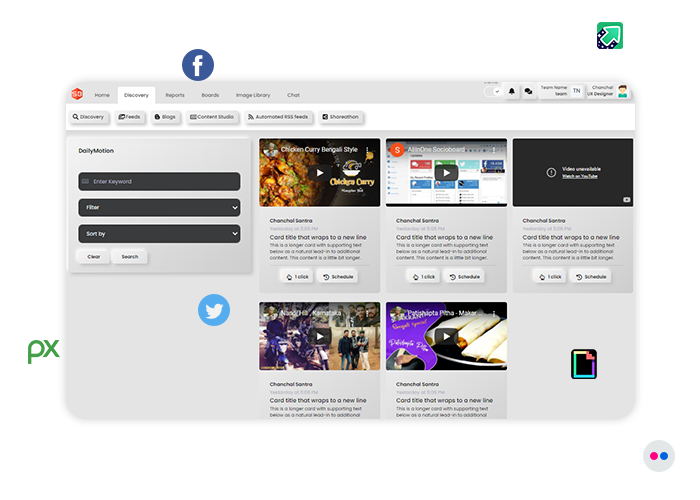 SB
Home
Discovery
Reports
Boards
Image Library
Chat
Team Name
team
TN
Chanchal
UX Designer
Discovery
Feeds
Blogs
Content Studio
Automated RSS feeds
Shareathon
DailyMotion
Enter Keyword
Filter
Sort by
Clear
Search
Chicken Curry Bengali Style
Chicken Curry
Chanchal Santra
Yesterday at 5:06 PM
Card title that wraps to a new line
This is a longer card with supporting text
below as a natural lead-in to additional
content. This content is a little bit longer.
1 click
Schedule
S
AllinOne Socioboard
Chanchal Santra
Yesterday at 5:06 PM
Card title that wraps to a new line
This is a longer card with supporting text
below as a natural lead-in to additional
content. This content is a little bit longer.
1 click
Schedule
Video unavailable
Watch on YouTube
Chanchal Santra
Yesterday at 5:06 PM
Card title that wraps to a new line
This is a longer card with supporting text
below as a natural lead-in to additional
content. This content is a little bit longer.
1 click
Schedule
Nandi Hill , Karnataka
Chanchal Santra
Yesterday at 5:06 PM
Card title that wraps to a new line
This is a longer card with supporting text
below as a natural lead-in to additional
Patishapta Pitha - Makar
Bengali Special
Patishapta
Pitha
Chanchal Santra
Yesterday at 5:06 PM
Card title that wraps to a new line
This is a longer card with supporting text
below as a natural lead-in to additional
px